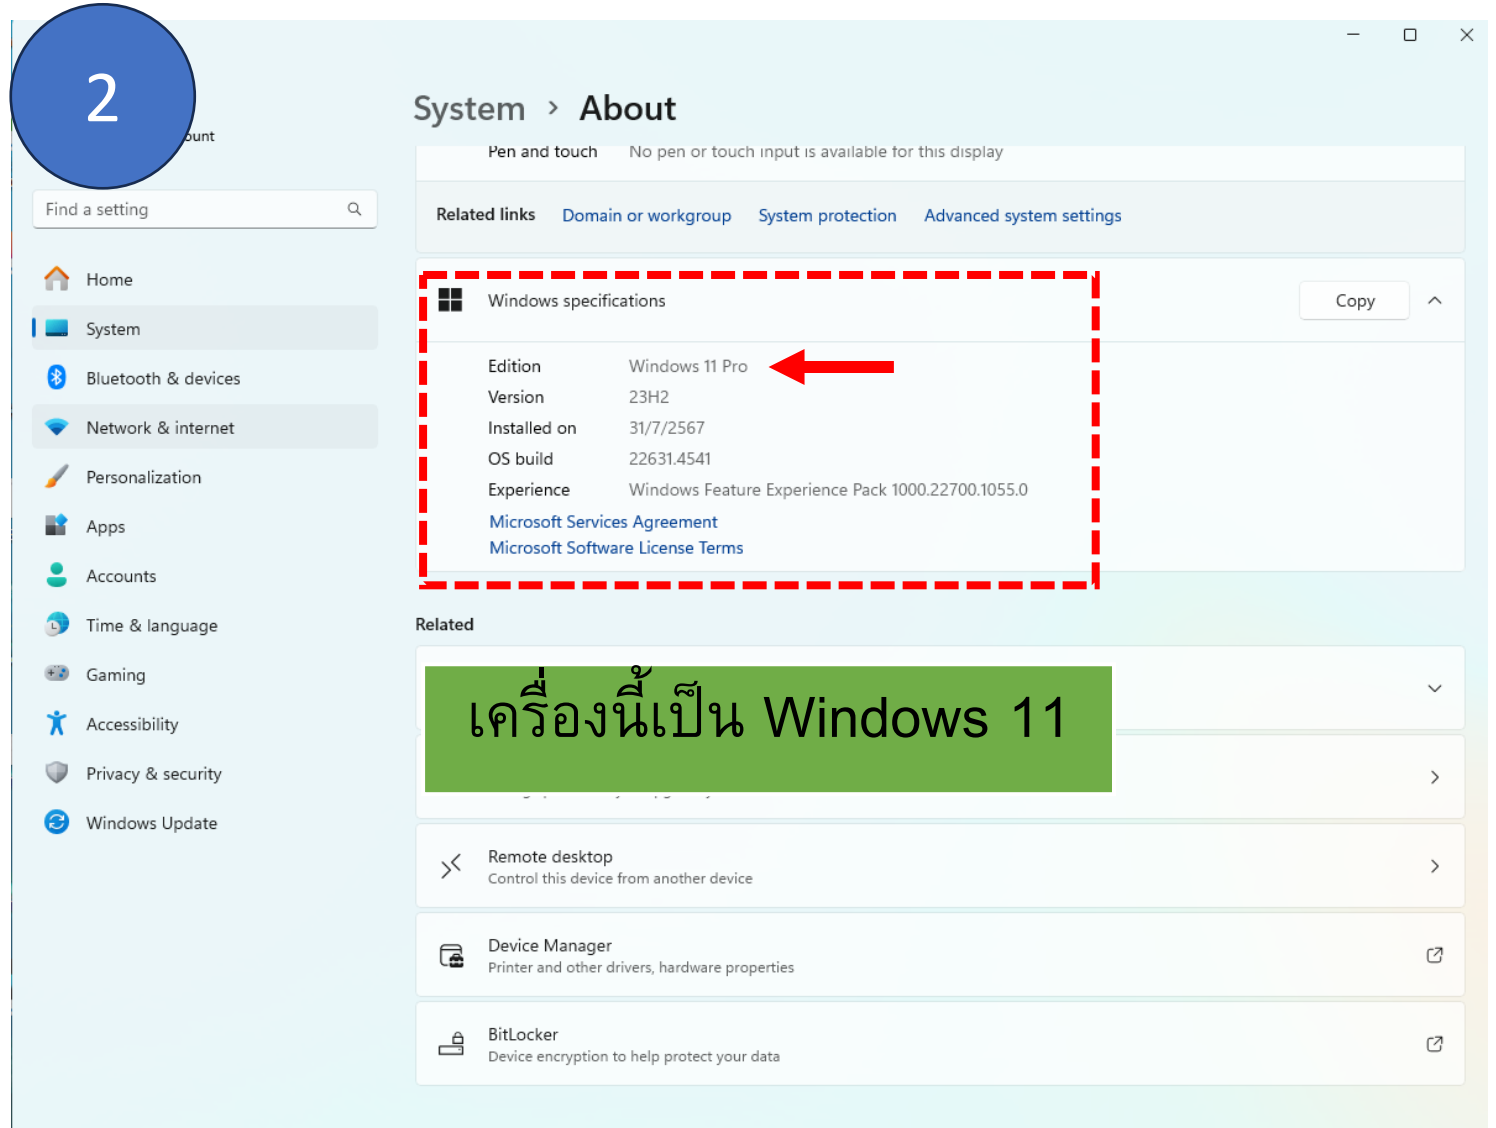 2
ount
System > About
Pen and touch No pen or touch input is available for this display
Find a setting
Related links Domain or workgroup System protection Advanced system settings
Home
System
Bluetooth & devices
Network & internet
Personalization
Apps
Accounts
Time & language
Gaming
Accessibility
Privacy & security
Windows Update
Windows specifications Copy
Edition Windows 11 Pro
Version 23H2
Installed on 31/7/2567
OS build 22631.4541
Experience Windows Feature Experience Pack 1000.22700.1055.0
Microsoft Services Agreement
Microsoft Software License Terms
Related
เครื่องนี้เป็น Windows 11
Remote desktop
Control this device from another device
Device Manager
Printer and other drivers, hardware properties
BitLocker
Device encryption to help protect your data